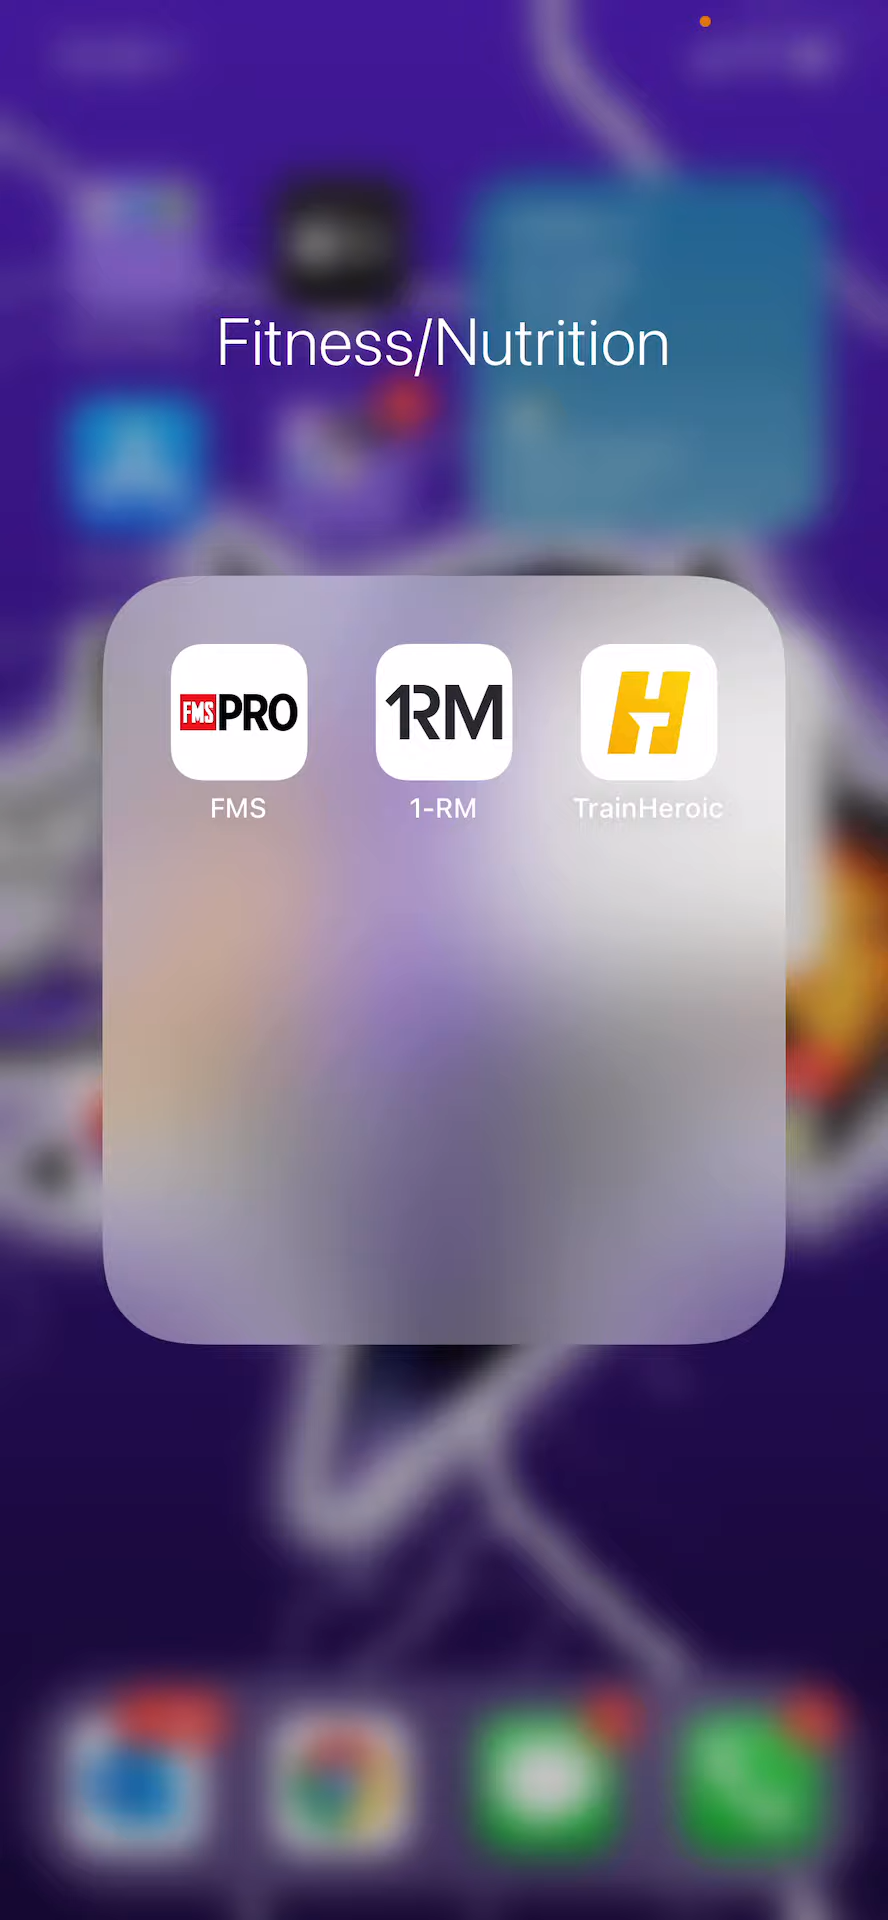 Fitness/Nutrition
FMS PRO
1RM
H
FMS
1-RM
TrainHeroic